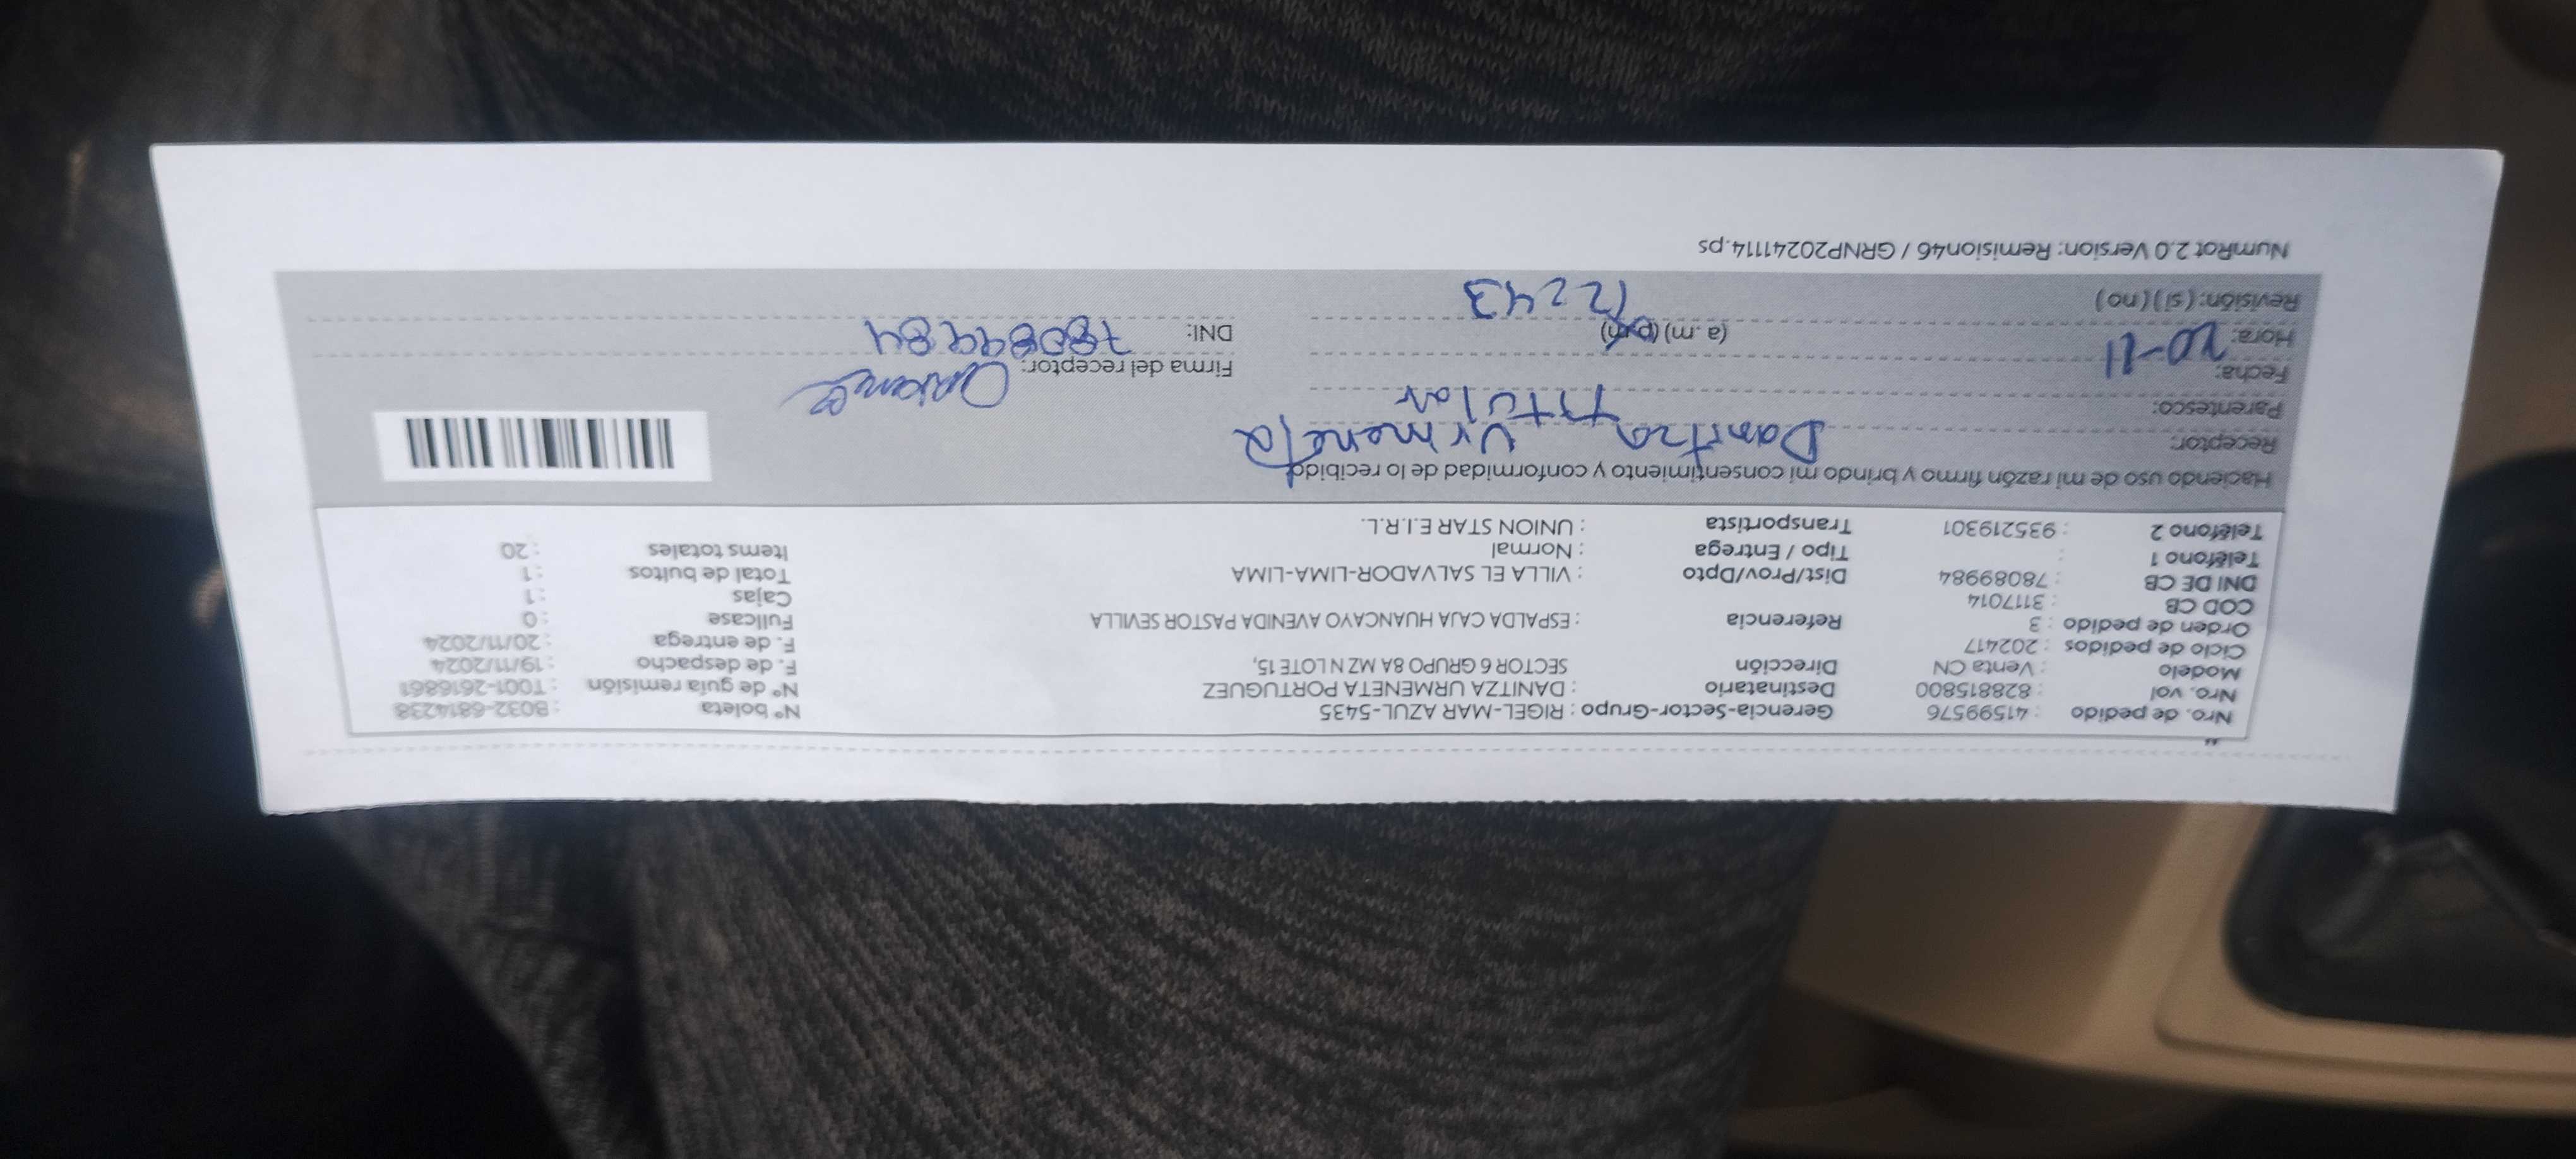 Nro. de pedido : 41599576 Gerencia-Sector-Grupo : RIGEL-MAR AZUL-5435 Nº boleta : B032-6814238
Nro. vol : 828815800 Destinatario : DANITZA URMENETA PORTUGUEZ Nº de guía remisión : T001-2616861
Modelo : Venta CN Dirección SECTOR 6 GRUPO 8A MZ N LOTE 15, F. de despacho : 19/11/2024
Ciclo de pedidos : 202417 F. de entrega : 20/11/2024
Orden de pedido : 3 Referencia : ESPALDA CAJA HUANCAYO AVENIDA PASTOR SEVILLA Fullcase : 0
COD CB : 3117014 Cajas : 1
DNI DE CB : 78089984 Dist/Prov/Dpto : VILLA EL SALVADOR-LIMA-LIMA Total de bultos : 1
Teléfono 1 : Tipo / Entrega : Normal Items totales : 20
Teléfono 2 : 935219301 Transportista : UNION STAR E.I.R.L.
Haciendo uso de mi razón firmo y brindo mi consentimiento y conformidad de lo recibido
Receptor: Danitza Urmeneta
Parentesco: Titular
Fecha: 20-11 Firma del receptor:
Hora: (a.m) (p.m) 12:43 DNI: 78089984
Revisión: (si) (no)
NumRot 2.0 Version: Remision46 / GRNP20241114.ps